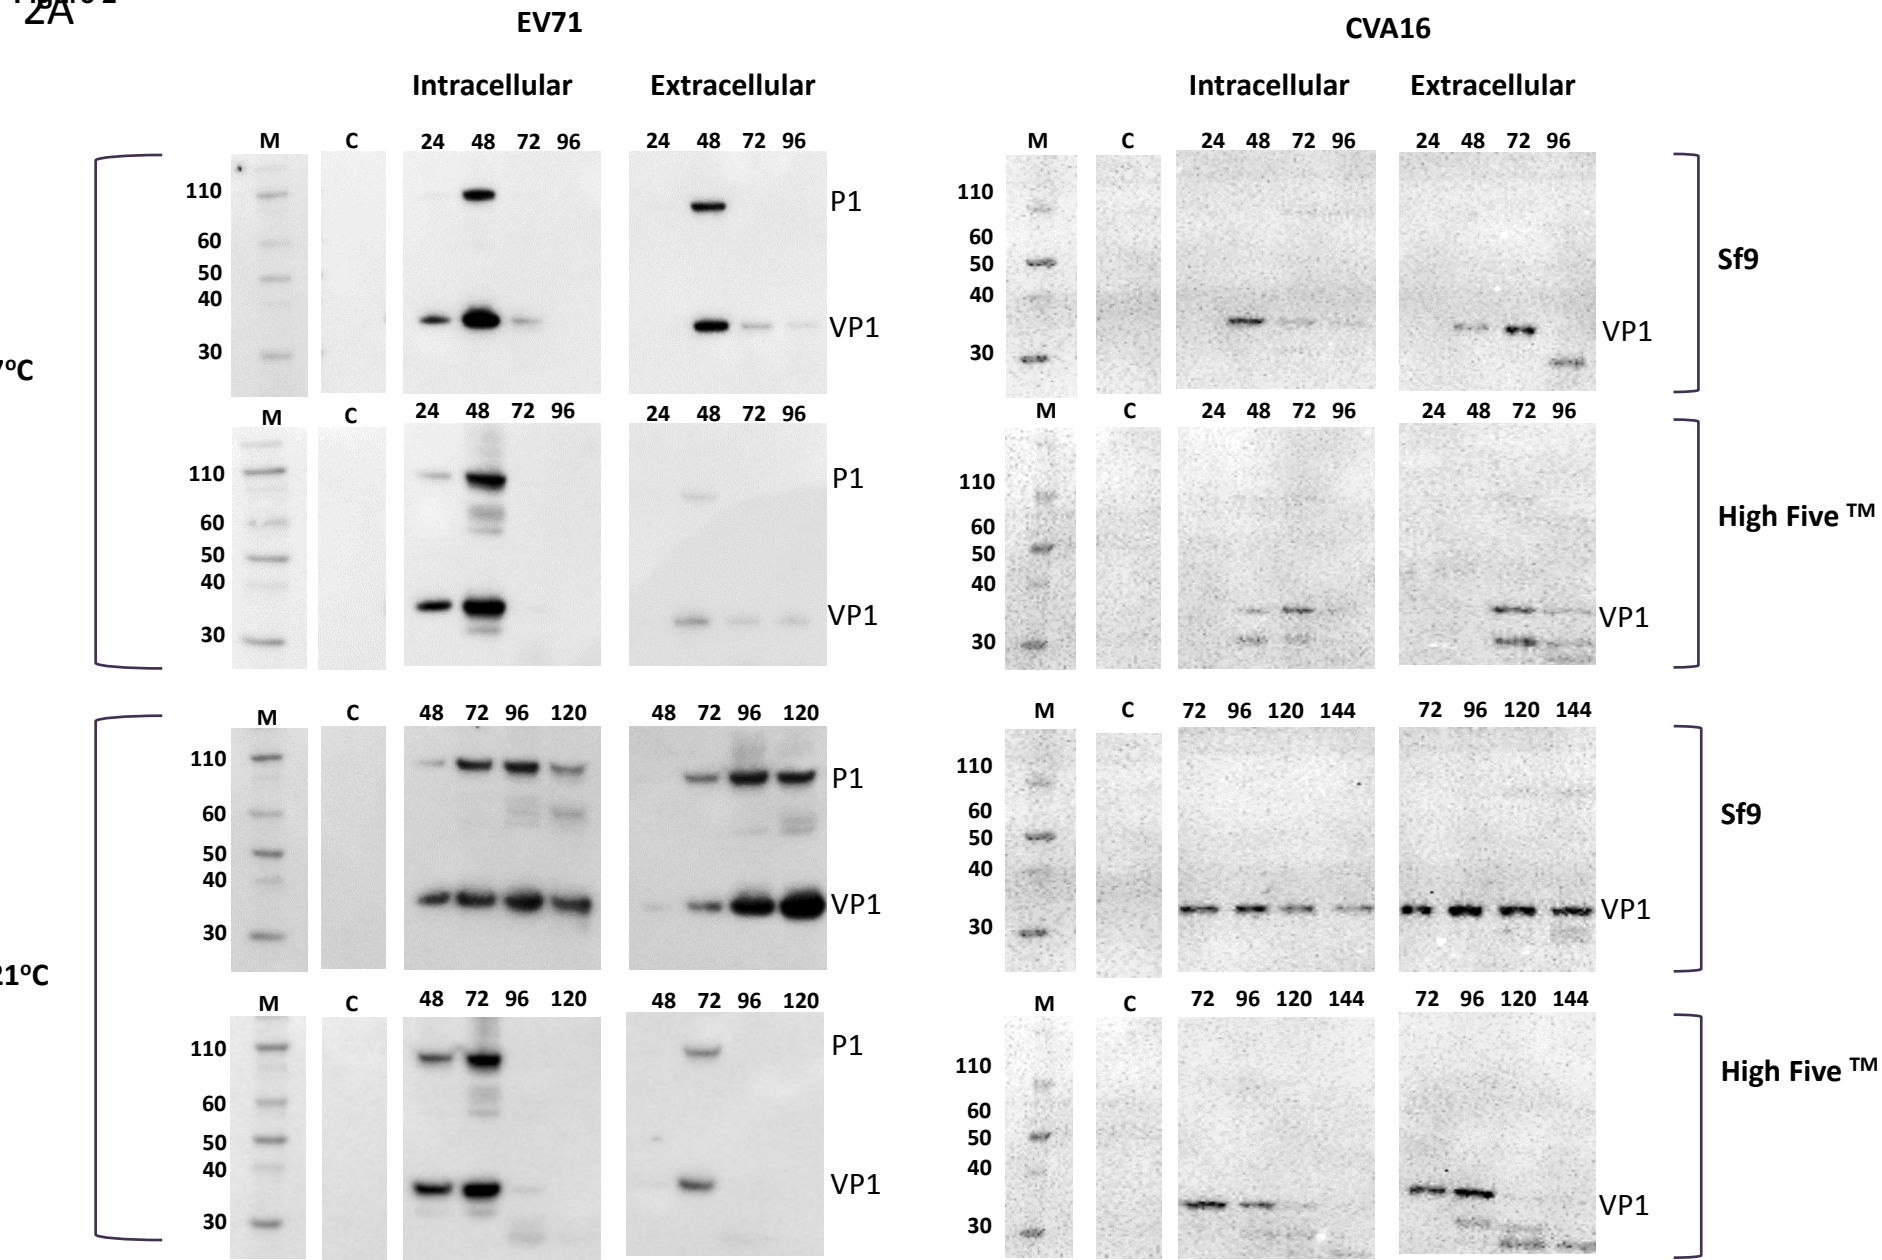 2A
EV71
CVA16
Intracellular Extracellular
Intracellular Extracellular
M C 24 48 72 96 24 48 72 96
M C 24 48 72 96 24 48 72 96
110
60
50
40
30
P1
VP1
110
60
50
40
30
VP1
Sf9
7ºC
M C 24 48 72 96 24 48 72 96
M C 24 48 72 96 24 48 72 96
110
60
50
40
30
P1
VP1
110
60
50
40
30
VP1
High Five TM
M C 48 72 96 120 48 72 96 120
M C 72 96 120 144 72 96 120 144
110
60
50
40
30
P1
VP1
110
60
50
40
30
VP1
Sf9
21ºC
M C 48 72 96 120 48 72 96 120
M C 72 96 120 144 72 96 120 144
110
60
50
40
30
P1
VP1
110
60
50
40
30
VP1
High Five TM